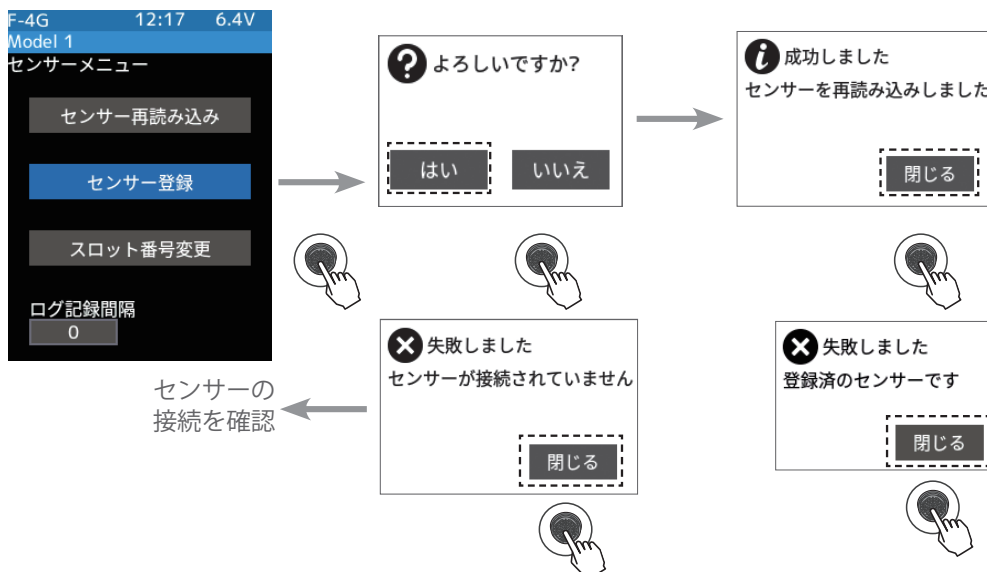 F-4G 12:17 6.4V
Model 1
センサーメニュー
センサー再読み込み
センサー登録
スロット番号変更
ログ記録間隔
0
よろしいですか?
はい いいえ
成功しました
センサーを再読み込みしました
閉じる
失敗しました
センサーが接続されていません
閉じる
センサーの
接続を確認
失敗しました
登録済のセンサーです
閉じる